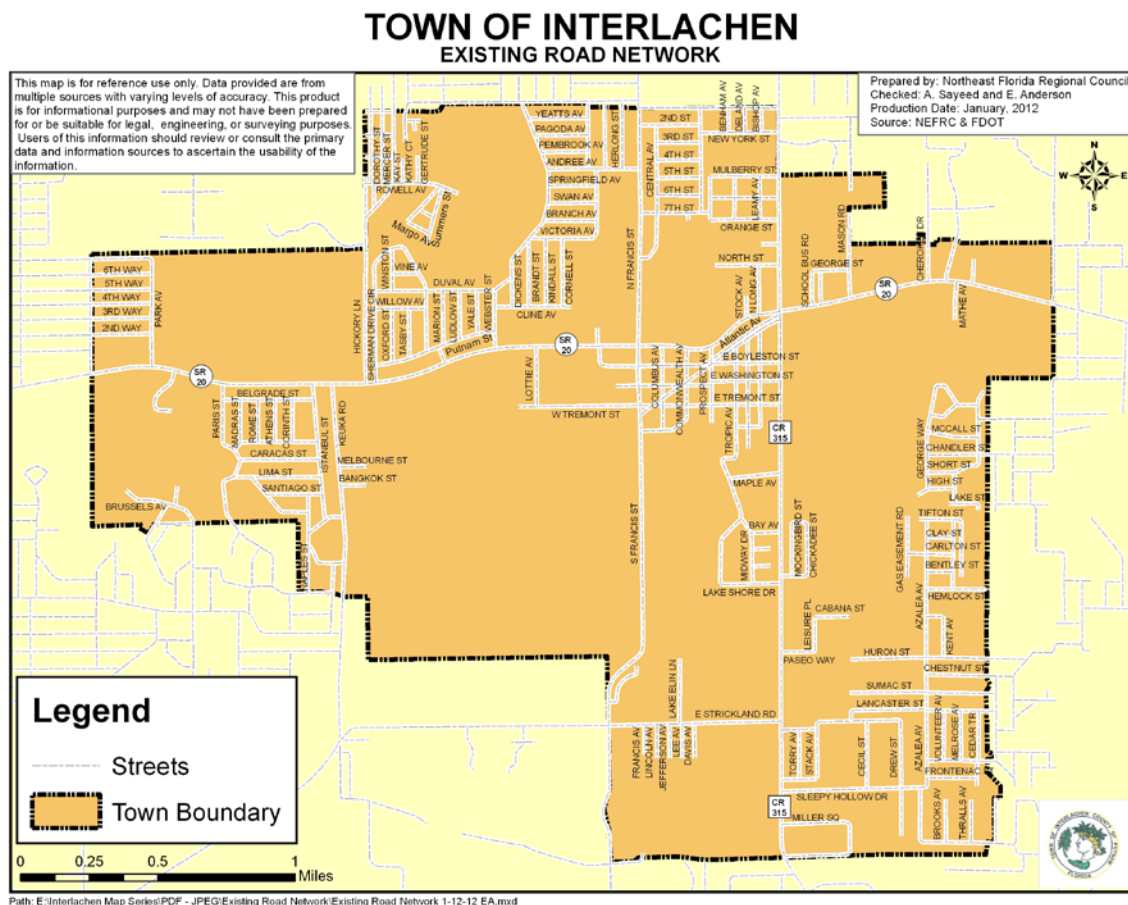 TOWN OF INTERLACHEN
EXISTING ROAD NETWORK
This map is for reference use only. Data provided are from
multiple sources with varying levels of accuracy. This product
is for informational purposes and may not have been prepared
for or be suitable for legal, engineering, or surveying purposes.
Users of this information should review or consult the primary
data and information sources to ascertain the usability of the
information.
Prepared by: Northeast Florida Regional Council
Checked: A. Sayeed and E. Anderson
Production Date: January, 2012
Source: NEFRC & FDOT
N
W
E
S
DOROTHY ST
MERCER ST
KAY ST
KATHY CT
GERTRUDE ST
ROWELL AV
Margo Av
Summers St
YEATTS AV
PAGODA AV
PEMBROOK AV
ANDREE AV
SPRINGFIELD AV
SWAN AV
BRANCH AV
VICTORIA AV
HERLONG ST
CENTRAL AV
2ND ST
3RD ST
4TH ST
5TH ST
6TH ST
7TH ST
BENHAM AV
DELAND AV
BISHOP AV
NEW YORK ST
MULBERRY ST
LEAMY AV
ORANGE ST
NORTH ST
STOCK AV
N LONG AV
SCHOOL BUS RD
MASON RD
GEORGE ST
CHEROKEE DR
MATHE AV
SR
20
6TH WAY
5TH WAY
4TH WAY
3RD WAY
2ND WAY
PARK AV
HICKORY LN
SHERMAN DRIVE CIR
WINSTON ST
VINE AV
WILLOW AV
OXFORD ST
TASBY ST
DUVAL AV
MARION ST
LUDLOW ST
YALE ST
WEBSTER ST
Putnam St
DICKENS ST
BRANDT ST
KINDALL ST
CORNELL ST
CLINE AV
N FRANCIS ST
SR
20
SR
20
Atlantic Av
LOTTIE AV
W TREMONT ST
COLUMBUS AV
COMMONWEALTH AV
PROSPECT AV
E BOYLESTON ST
E WASHINGTON ST
E TREMONT ST
TROPIC AV
CR
315
BELGRADE ST
PARIS ST
MADRAS ST
ROME ST
ATHENS ST
CORINTH ST
ISTANBUL ST
KEUKA RD
CARACAS ST
MELBOURNE ST
LIMA ST
BANGKOK ST
SANTIAGO ST
BRUSSELS AV
NAPLES ST
S FRANCIS ST
MAPLE AV
BAY AV
MIDWAY DR
MOCKINGBIRD ST
CHICKADEE ST
LAKE SHORE DR
LEISURE PL
CABANA ST
PASEO WAY
GEORGE WAY
MCCALL ST
CHANDLER ST
SHORT ST
HIGH ST
LAKE ST
TIFTON ST
CLAY ST
CARLTON ST
BENTLEY ST
GAS EASEMENT RD
HEMLOCK ST
AZALEA AV
KENT AV
HURON ST
CHESTNUT ST
SUMAC ST
LANCASTER ST
LAKE ELIN LN
E STRICKLAND RD
FRANCIS AV
LINCOLN AV
JEFFERSON AV
LEE AV
DAVIS AV
TORRY AV
STACK AV
CECIL ST
DREW ST
AZALEA AV
VOLUNTEER AV
MELROSE AV
CEDAR TR
FRONTENAC
SLEEPY HOLLOW DR
CR
315
MILLER SQ
BROOKS AV
THRALLS AV
Legend
Streets
Town Boundary
0 0.25 0.5 1
Miles
Path: E:\Interlachen Map Series\PDF - JPEG\Existing Road Network\Existing Road Network 1-12-12 EA.mxd